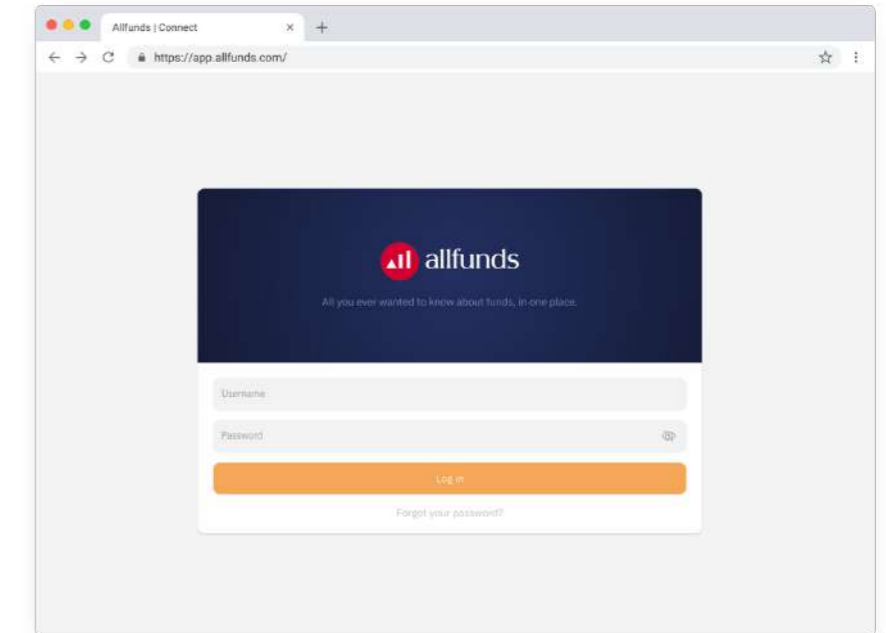 Allfunds | Connect
https://app.allfunds.com/
allfunds
All you ever wanted to know about funds, in one place.
Username
Password
Log in
Forgot your password?